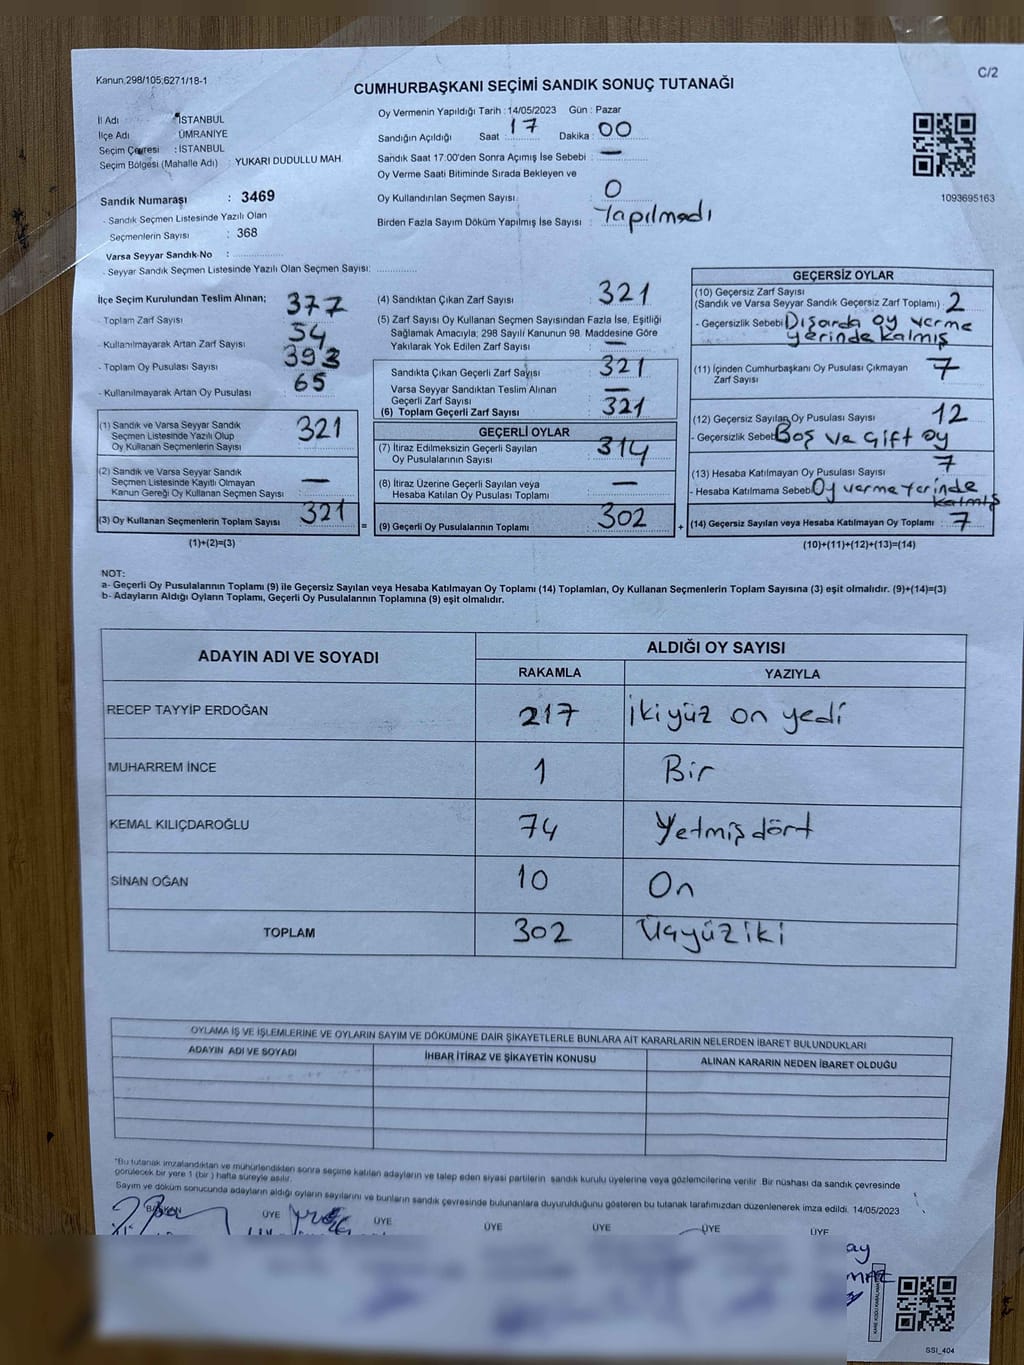 Kanun:298/105;6271/18-1
C/2
CUMHURBAŞKANI SEÇİMİ SANDIK SONUÇ TUTANAĞI
İl Adı : İSTANBUL
İlçe Adı : ÜMRANİYE
Seçim Çevresi : İSTANBUL
Seçim Bölgesi (Mahalle Adı) : YUKARI DUDULLU MAH.
Sandık Numarası : 3469
- Sandık Seçmen Listesinde Yazılı Olan
Seçmenlerin Sayısı : 368
Varsa Seyyar Sandık No :
- Seyyar Sandık Seçmen Listesinde Yazılı Olan Seçmen Sayısı:
Oy Vermenin Yapıldığı Tarih : 14/05/2023 Gün : Pazar
Sandığın Açıldığı Saat 17 Dakika : 00
Sandık Saat 17:00'den Sonra Açımış İse Sebebi : —
Oy Verme Saati Bitiminde Sırada Bekleyen ve
Oy Kullandırılan Seçmen Sayısı : 0
Birden Fazla Sayım Döküm Yapılmış İse Sayısı : Yapılmadı
1093695163
İlçe Seçim Kurulundan Teslim Alınan;
- Toplam Zarf Sayısı : 377
- Kullanılmayarak Artan Zarf Sayısı : 54
- Toplam Oy Pusulası Sayısı : 393
- Kullanılmayarak Artan Oy Pusulası : 65
(1) Sandık ve Varsa Seyyar Sandık
Seçmen Listesinde Yazılı Olup
Oy Kullanan Seçmenlerin Sayısı : 321
(2) Sandık ve Varsa Seyyar Sandık
Seçmen Listesinde Kayıtlı Olmayan
Kanun Gereği Oy Kullanan Seçmen Sayısı : —
(3) Oy Kullanan Seçmenlerin Toplam Sayısı : 321
(1)+(2)=(3)
(4) Sandıktan Çıkan Zarf Sayısı : 321
(5) Zarf Sayısı Oy Kullanan Seçmen Sayısından Fazla İse, Eşitliği
Sağlamak Amacıyla; 298 Sayılı Kanunun 98. Maddesine Göre
Yakılarak Yok Edilen Zarf Sayısı : —
Sandıkta Çıkan Geçerli Zarf Sayısı : 321
Varsa Seyyar Sandıktan Teslim Alınan
Geçerli Zarf Sayısı : —
(6) Toplam Geçerli Zarf Sayısı : 321
GEÇERLİ OYLAR
(7) İtiraz Edilmeksizin Geçerli Sayılan
Oy Pusulalarının Sayısı : 314
(8) İtiraz Üzerine Geçerli Sayılan veya
Hesaba Katılan Oy Pusulası Toplamı : —
= (9) Geçerli Oy Pusulalarının Toplamı : 302 +
GEÇERSİZ OYLAR
(10) Geçersiz Zarf Sayısı
(Sandık ve Varsa Seyyar Sandık Geçersiz Zarf Toplamı) : 2
- Geçersizlik Sebebi Dışarda oy verme
yerinde kalmış
(11) İçinden Cumhurbaşkanı Oy Pusulası Çıkmayan
Zarf Sayısı : 7
(12) Geçersiz Sayılan Oy Pusulası Sayısı 12
- Geçersizlik Sebebi Boş ve Çift oy
(13) Hesaba Katılmayan Oy Pusulası Sayısı 7
- Hesaba Katılmama Sebebi Oy verme yerinde
kalmış
(14) Geçersiz Sayılan veya Hesaba Katılmayan Oy Toplamı : 7
(10)+(11)+(12)+(13)=(14)
NOT:
a- Geçerli Oy Pusulalarının Toplamı (9) ile Geçersiz Sayılan veya Hesaba Katılmayan Oy Toplamı (14) Toplamları, Oy Kullanan Seçmenlerin Toplam Sayısına (3) eşit olmalıdır. (9)+(14)=(3)
b- Adayların Aldığı Oyların Toplamı, Geçerli Oy Pusulalarının Toplamına (9) eşit olmalıdır.
ADAYIN ADI VE SOYADI
ALDIĞI OY SAYISI
RAKAMLA YAZIYLA
RECEP TAYYİP ERDOĞAN 217 İkiyüz on yedi
MUHARREM İNCE 1 Bir
KEMAL KILIÇDAROĞLU 74 Yetmişdört
SİNAN OĞAN 10 On
TOPLAM 302 Üçyüziki
OYLAMA İŞ VE İŞLEMLERİNE VE OYLARIN SAYIM VE DÖKÜMÜNE DAİR ŞİKAYETLERLE BUNLARA AİT KARARLARIN NELERDEN İBARET BULUNDUKLARI
ADAYIN ADI VE SOYADI İHBAR İTİRAZ VE ŞİKAYETİN KONUSU ALINAN KARARIN NEDEN İBARET OLDUĞU
"Bu tutanak imzalandıktan ve mühürlendikten sonra seçime katılan adayların ve talep eden siyasi partilerin sandık kurulu üyelerine veya gözlemcilerine verilir. Bir nüshası da sandık çevresinde
görülecek bir yere 1 (bir) hafta süreyle asılır.
Sayım ve döküm sonucunda adayların aldığı oyların sayılarını ve bunların sandık çevresinde bulunanlara duyurulduğunu gösteren bu tutanak tarafımızdan düzenlenerek imza edildi. 14/05/2023
BAŞKAN ÜYE ÜYE ÜYE ÜYE ÜYE ÜYE
SSI_404